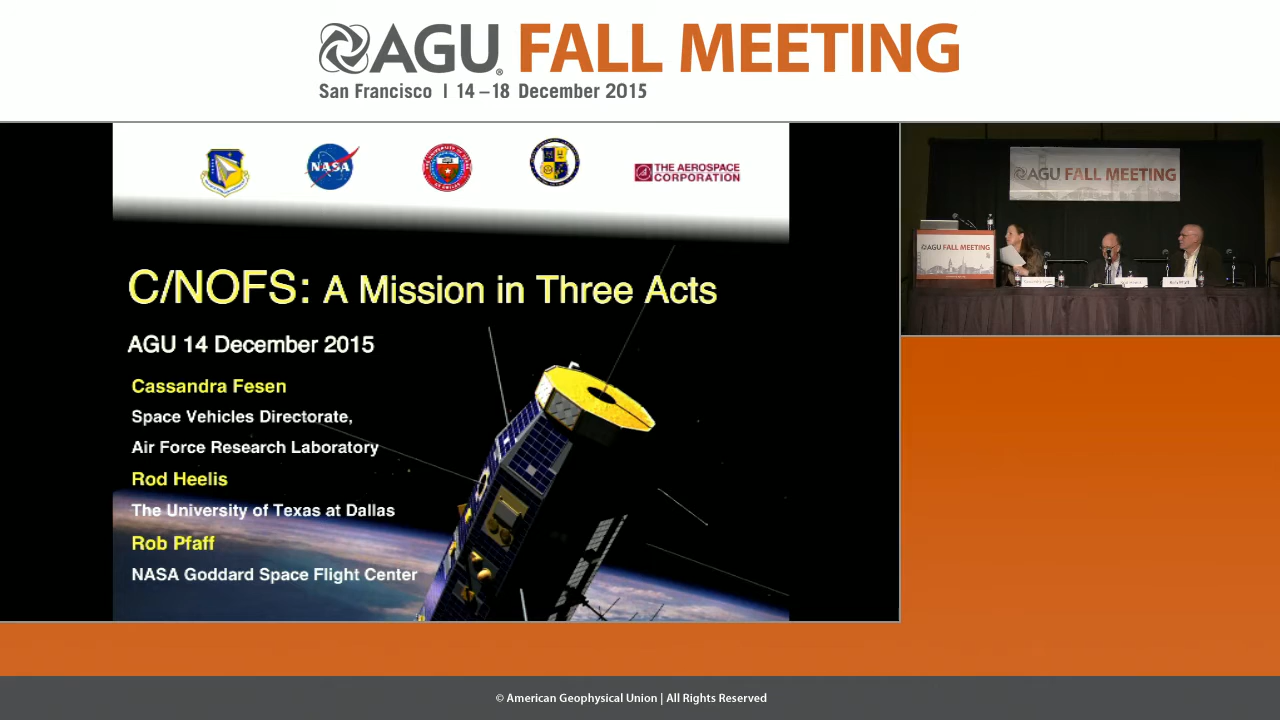 AGU FALL MEETING
San Francisco | 14 – 18 December 2015
NASA
THE AEROSPACE
CORPORATION
C/NOFS: A Mission in Three Acts
AGU 14 December 2015
Cassandra Fesen
Space Vehicles Directorate,
Air Force Research Laboratory
Rod Heelis
The University of Texas at Dallas
Rob Pfaff
NASA Goddard Space Flight Center
AGU FALL MEETING
AGU FALL MEETING
© American Geophysical Union | All Rights Reserved